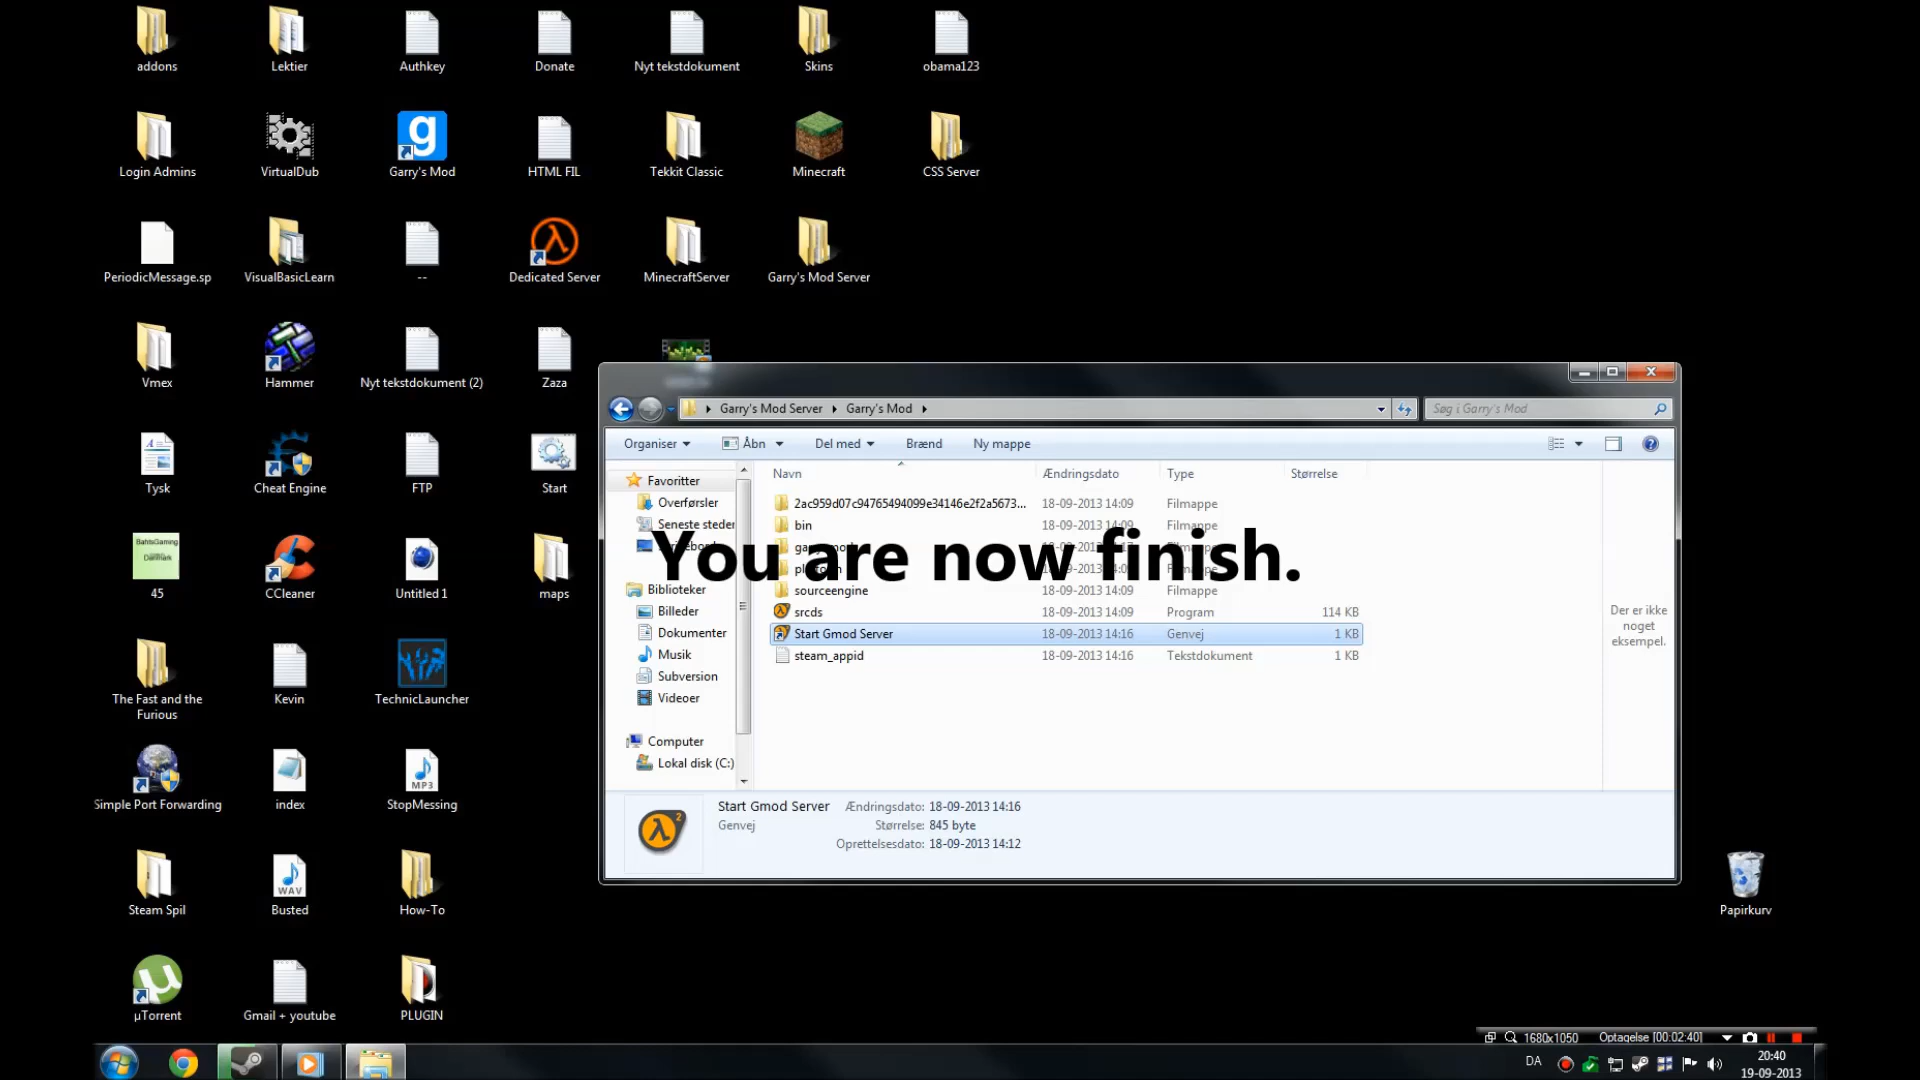 addons
Lektier
Authkey
Donate
Nyt tekstdokument
Skins
obama123
Login Admins
VirtualDub
Garry's Mod
HTML FIL
Tekkit Classic
Minecraft
CSS Server
PeriodicMessage.sp
VisualBasicLearn
--
Dedicated Server
MinecraftServer
Garry's Mod Server
Vmex
Hammer
Nyt tekstdokument (2)
Zaza
Tysk
Cheat Engine
FTP
Start
BahtsGaming
Danmark
45
CCleaner
Untitled 1
maps
The Fast and the
Furious
Kevin
TechnicLauncher
Simple Port Forwarding
index
MP3
StopMessing
Steam Spil
WAV
Busted
How-To
µTorrent
Gmail + youtube
PLUGIN
Garry's Mod Server
Garry's Mod
Søg i Garry's Mod
Organiser
Åbn
Del med
Brænd
Ny mappe
Favoritter
Overførsler
Seneste steder
Biblioteker
Billeder
Dokumenter
Musik
Subversion
Videoer
Computer
Lokal disk (C:)
Navn Ændringsdato Type Størrelse
2ac959d07c94765494099e34146e2f2a5673... 18-09-2013 14:09 Filmappe
bin 18-09-2013 14:09 Filmappe
You are now finish.
sourceengine 18-09-2013 14:09 Filmappe
srcds 18-09-2013 14:09 Program 114 KB
Start Gmod Server 18-09-2013 14:16 Genvej 1 KB
steam_appid 18-09-2013 14:16 Tekstdokument 1 KB
Der er ikke
noget
eksempel.
Start Gmod Server Ændringsdato: 18-09-2013 14:16
Genvej Størrelse: 845 byte
Oprettelsesdato: 18-09-2013 14:12
Papirkurv
1680x1050 Optagelse [00:02:40]
DA
20:40
19-09-2013